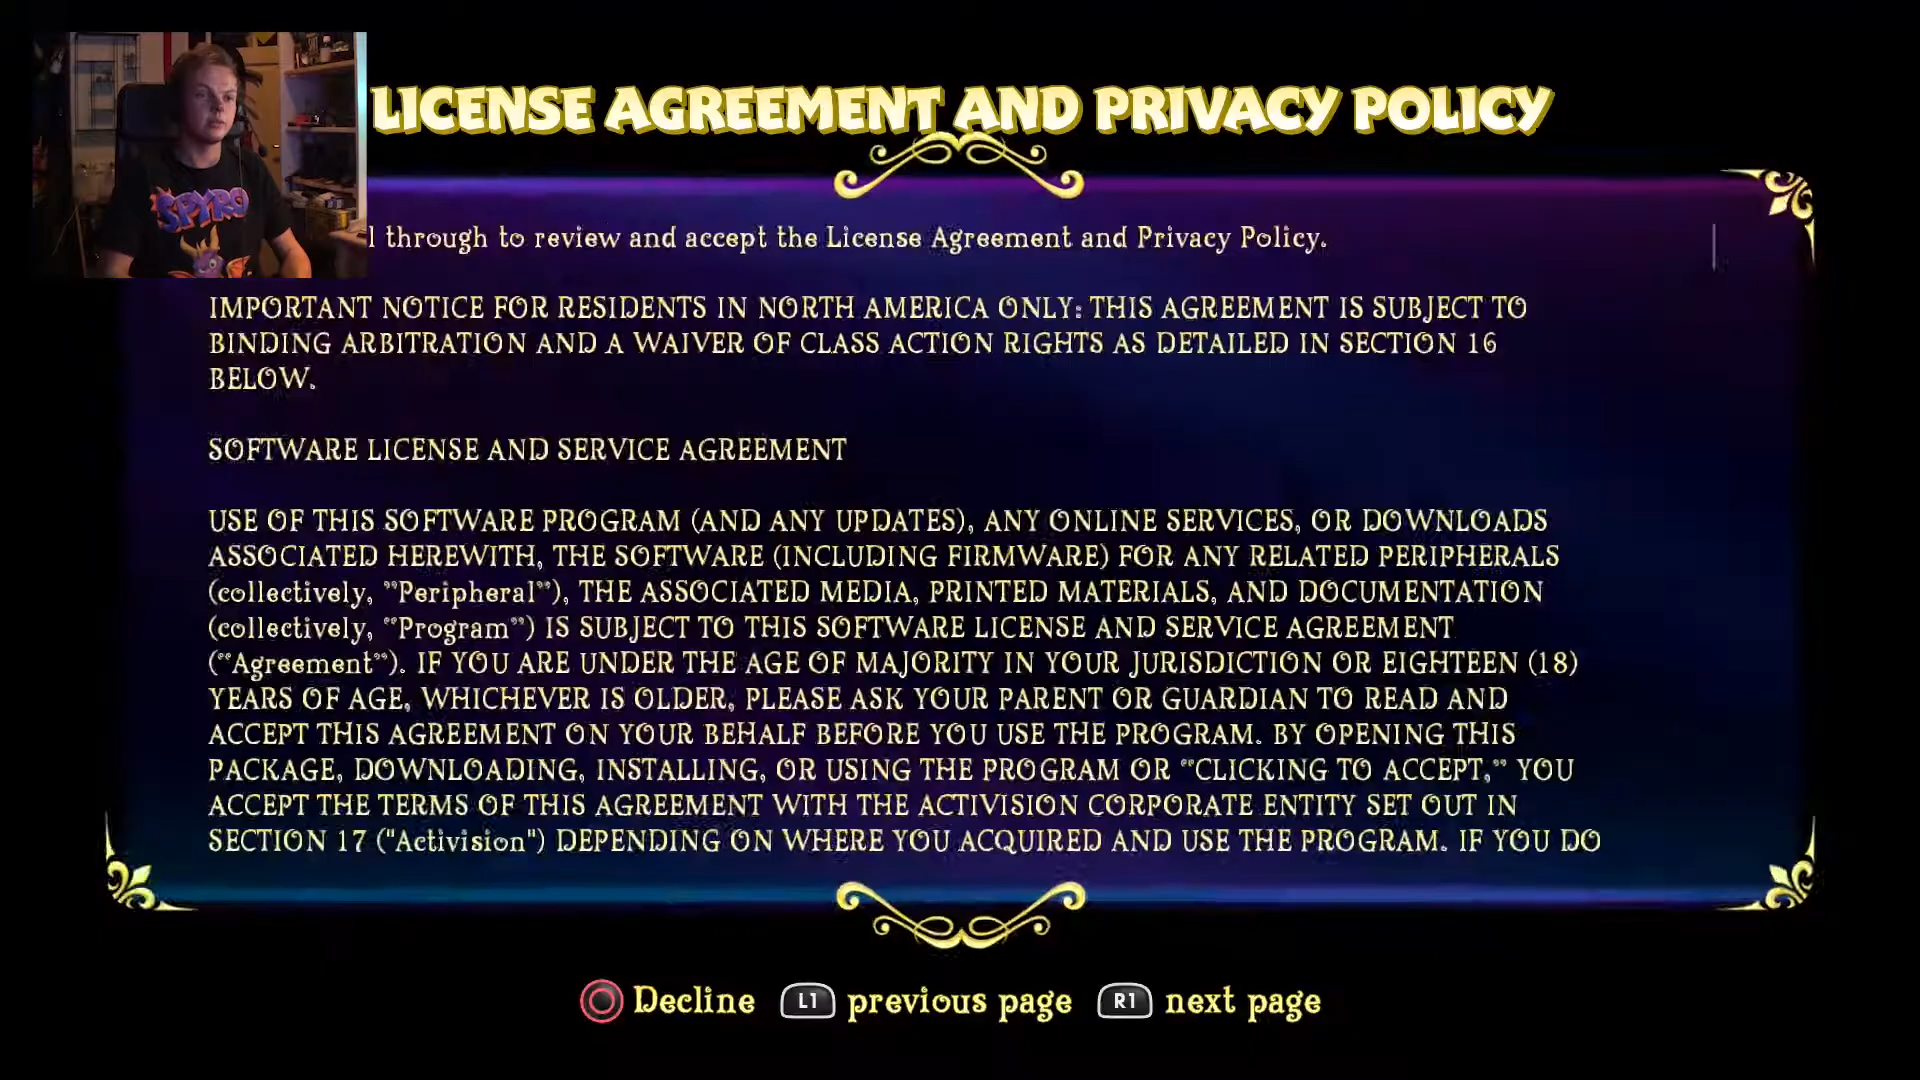 LICENSE AGREEMENT AND PRIVACY POLICY
SPYRO
l through to review and accept the License Agreement and Privacy Policy.
IMPORTANT NOTICE FOR RESIDENTS IN NORTH AMERICA ONLY: THIS AGREEMENT IS SUBJECT TO
BINDING ARBITRATION AND A WAIVER OF CLASS ACTION RIGHTS AS DETAILED IN SECTION 16
BELOW.
SOFTWARE LICENSE AND SERVICE AGREEMENT
USE OF THIS SOFTWARE PROGRAM (AND ANY UPDATES), ANY ONLINE SERVICES, OR DOWNLOADS
ASSOCIATED HEREWITH, THE SOFTWARE (INCLUDING FIRMWARE) FOR ANY RELATED PERIPHERALS
(collectively, "Peripheral"), THE ASSOCIATED MEDIA, PRINTED MATERIALS, AND DOCUMENTATION
(collectively, "Program") IS SUBJECT TO THIS SOFTWARE LICENSE AND SERVICE AGREEMENT
("Agreement"). IF YOU ARE UNDER THE AGE OF MAJORITY IN YOUR JURISDICTION OR EIGHTEEN (18)
YEARS OF AGE, WHICHEVER IS OLDER, PLEASE ASK YOUR PARENT OR GUARDIAN TO READ AND
ACCEPT THIS AGREEMENT ON YOUR BEHALF BEFORE YOU USE THE PROGRAM. BY OPENING THIS
PACKAGE, DOWNLOADING, INSTALLING, OR USING THE PROGRAM OR "CLICKING TO ACCEPT," YOU
ACCEPT THE TERMS OF THIS AGREEMENT WITH THE ACTIVISION CORPORATE ENTITY SET OUT IN
SECTION 17 ("Activision") DEPENDING ON WHERE YOU ACQUIRED AND USE THE PROGRAM. IF YOU DO
Decline L1 previous page R1 next page